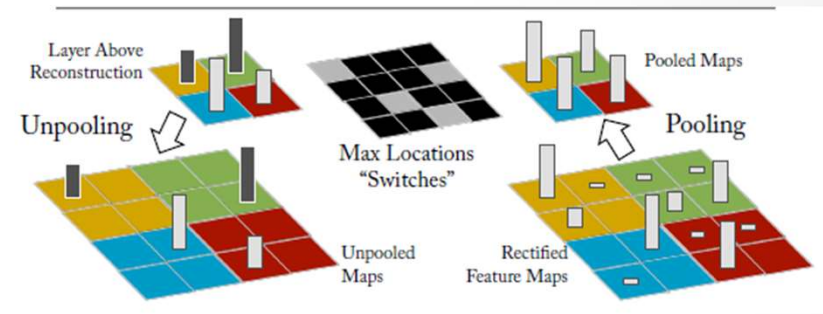 Layer Above
Reconstruction
Pooled Maps
Unpooling
Pooling
Max Locations
“Switches”
Unpooled
Maps
Rectified
Feature Maps